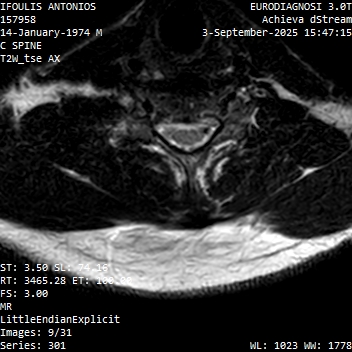 IFOULIS ANTONIOS
EURODIAGNOSI 3.0T
157958
Achieva dStream
14-January-1974 M
3-September-2025 15:47:15
C SPINE
T2W_tse AX
ST: 3.50 SL:
RT: 3465.28 ET:
FS: 3.00
MR
LittleEndianExplicit
Images: 9/31
Series: 301
WL: 1023 WW: 1778